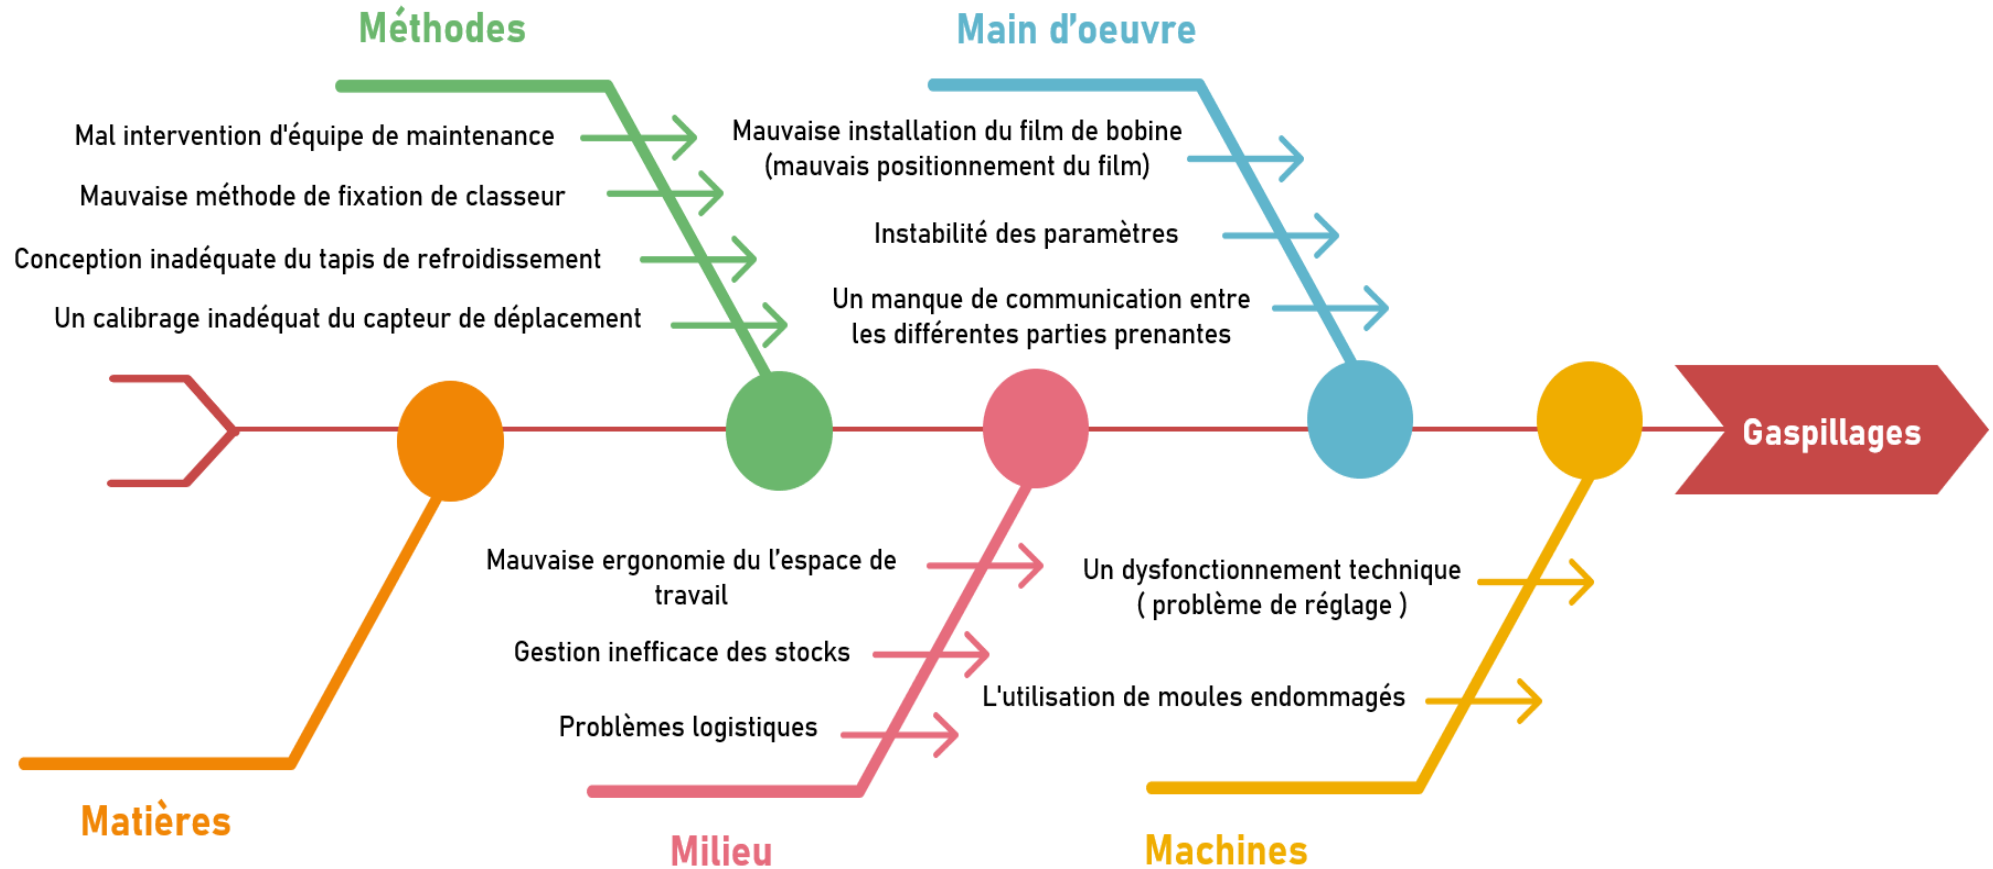 Méthodes
Main d'oeuvre
Mal intervention d'équipe de maintenance
Mauvaise méthode de fixation de classeur
Conception inadéquate du tapis de refroidissement
Un calibrage inadéquat du capteur de déplacement
Mauvaise installation du film de bobine
(mauvais positionnement du film)
Instabilité des paramètres
Un manque de communication entre
les différentes parties prenantes
Gaspillages
Mauvaise ergonomie du l’espace de
travail
Gestion inefficace des stocks
Problèmes logistiques
Un dysfonctionnement technique
( problème de réglage )
L'utilisation de moules endommagés
Matières
Milieu
Machines